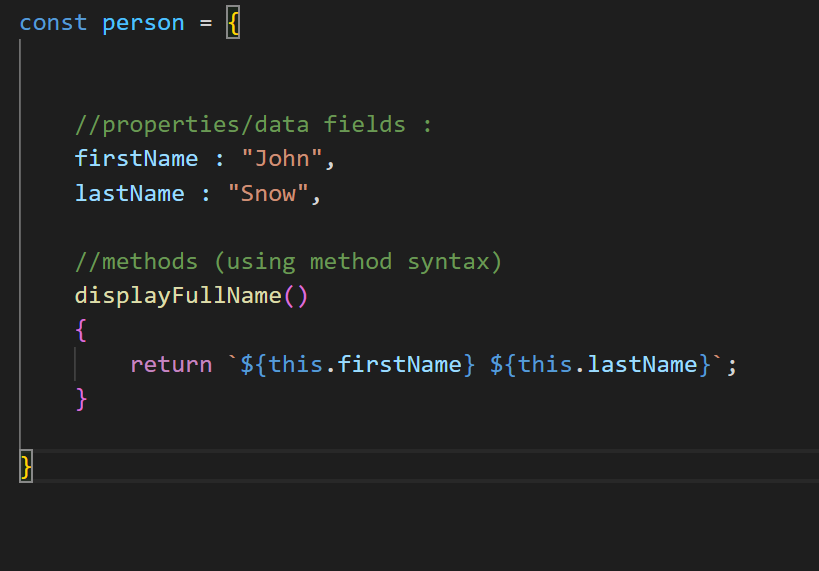 const person = {
//properties/data fields :
firstName : "John",
lastName : "Snow",
//methods (using method syntax)
displayFullName()
{
return `${this.firstName} ${this.lastName}`;
}
}